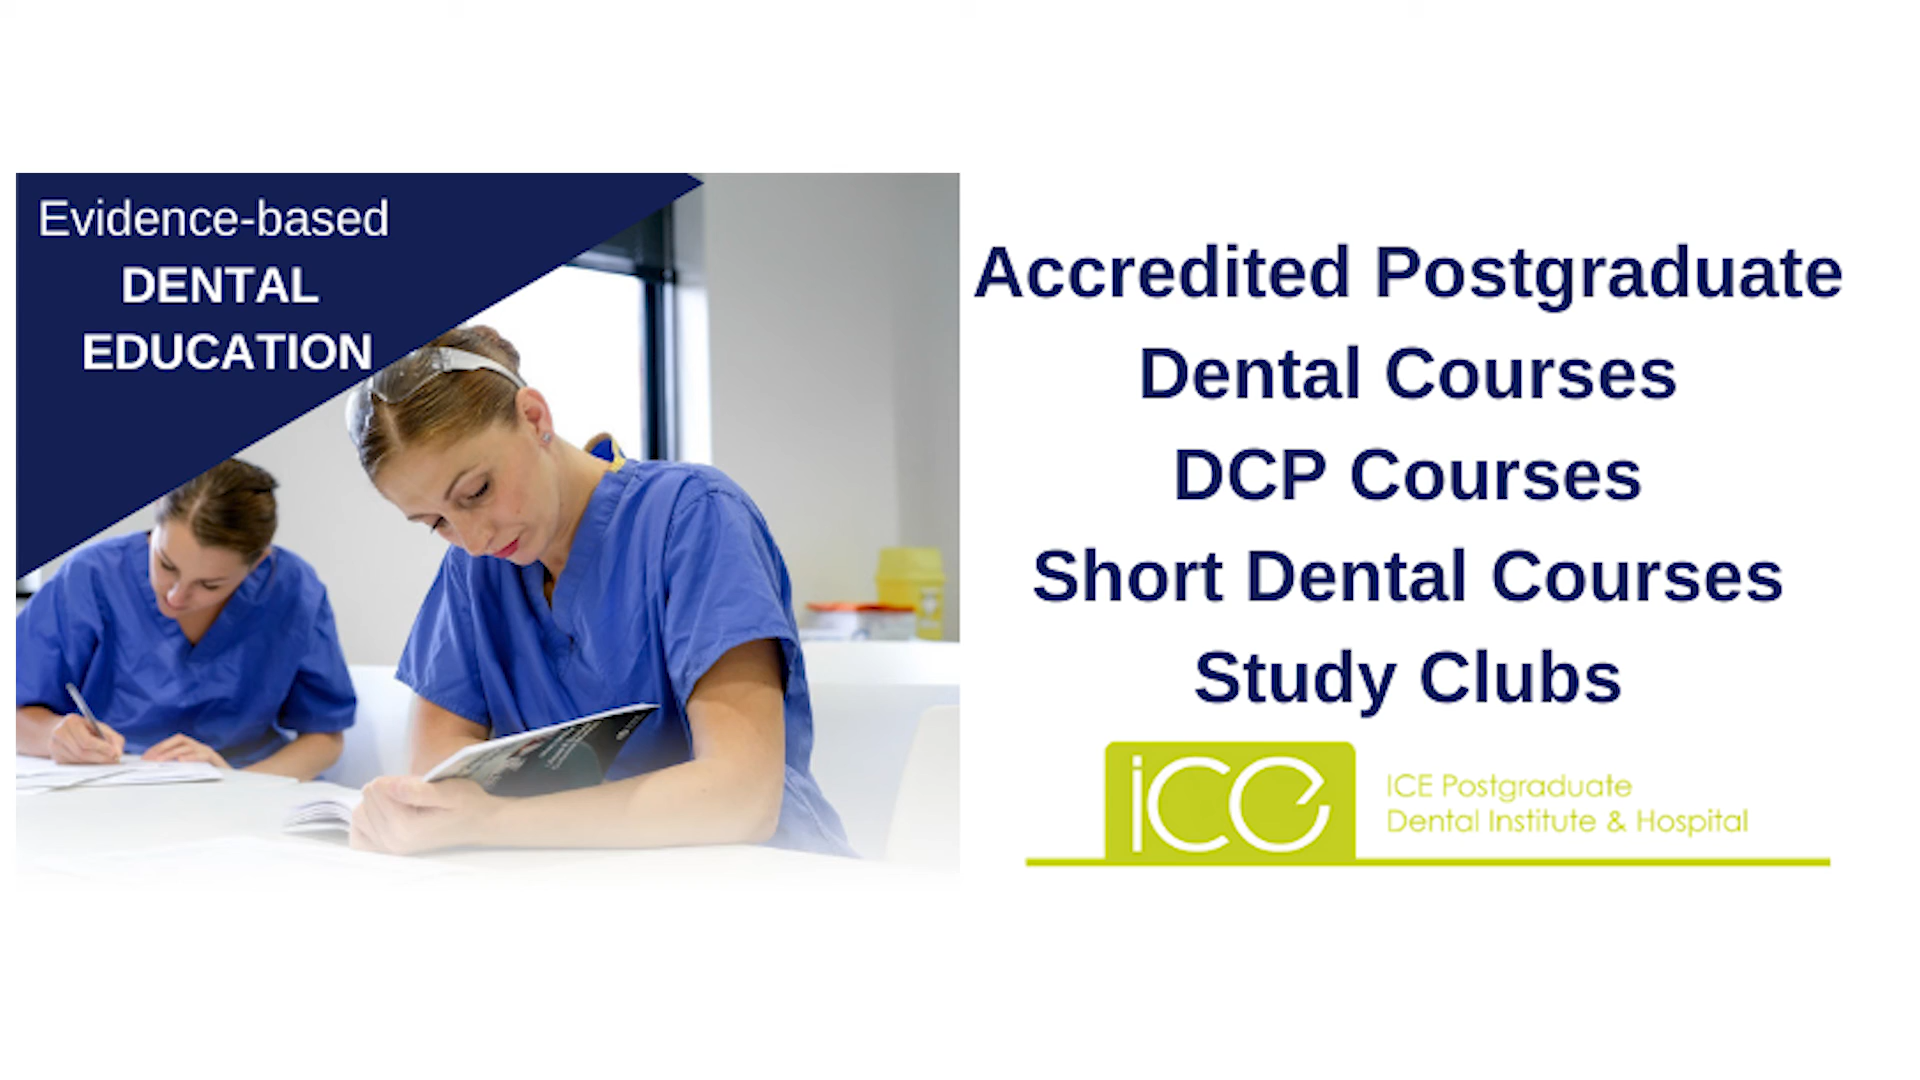 Evidence-based
DENTAL
EDUCATION
Accredited Postgraduate
Dental Courses
DCP Courses
Short Dental Courses
Study Clubs
ice
ICE Postgraduate
Dental Institute & Hospital